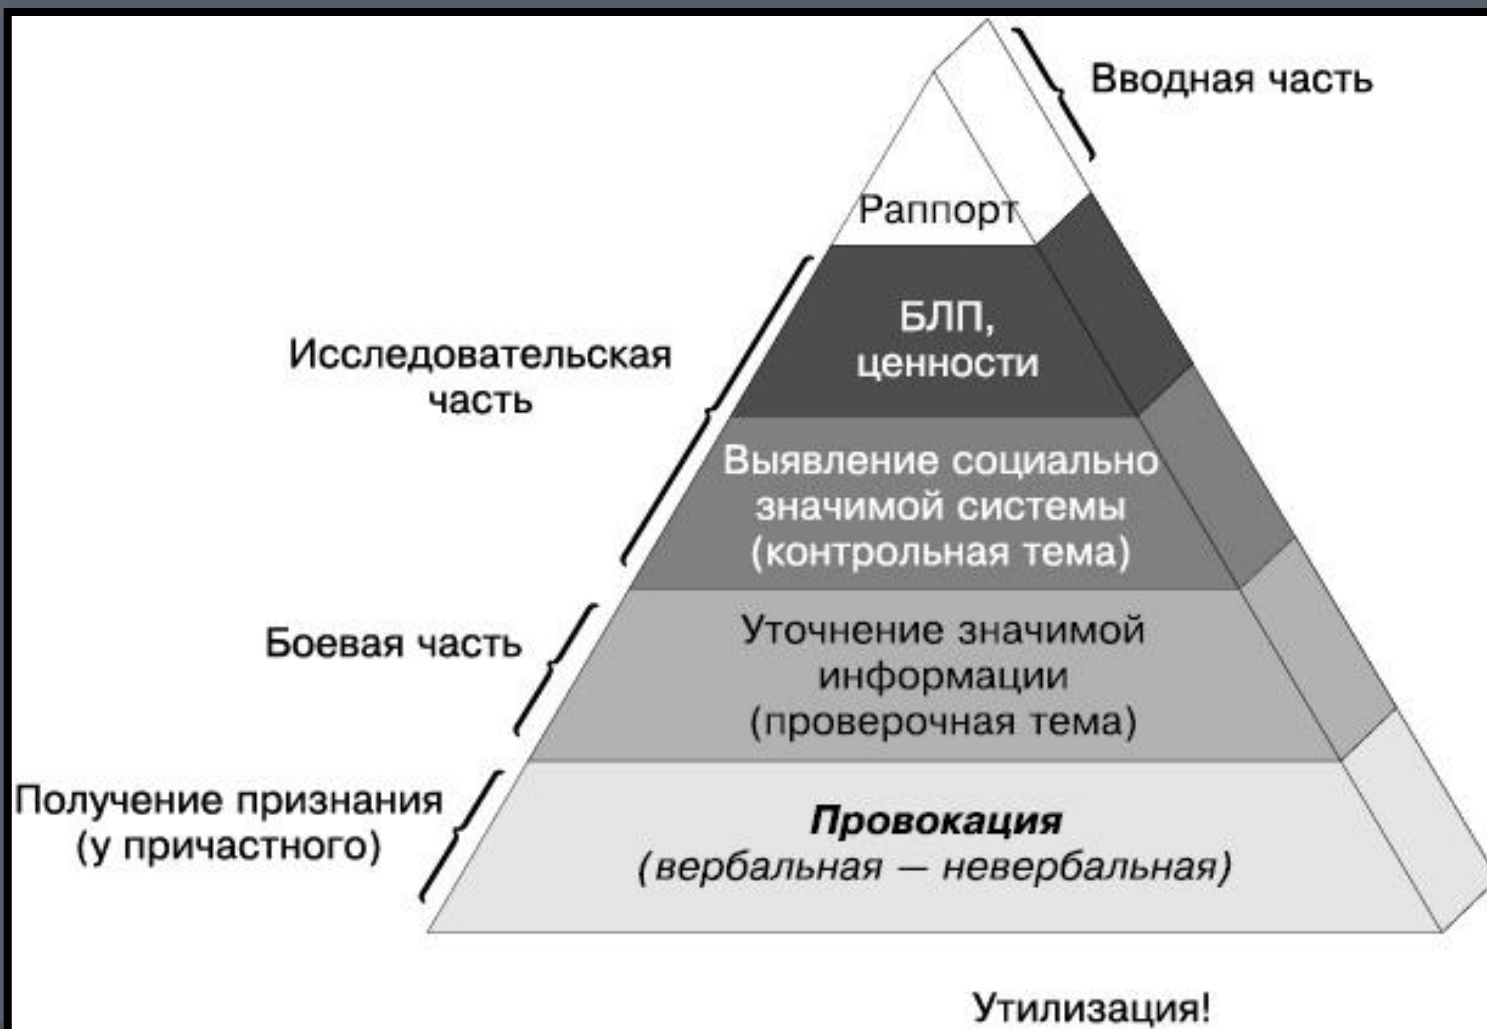 Вводная часть
Раппорт
БЛП,
ценности
Исследовательская
часть
Выявление социально
значимой системы
(контрольная тема)
Боевая часть
Уточнение значимой
информации
(проверочная тема)
Получение признания
(у причастного)
Провокация
(вербальная — невербальная)
Утилизация!